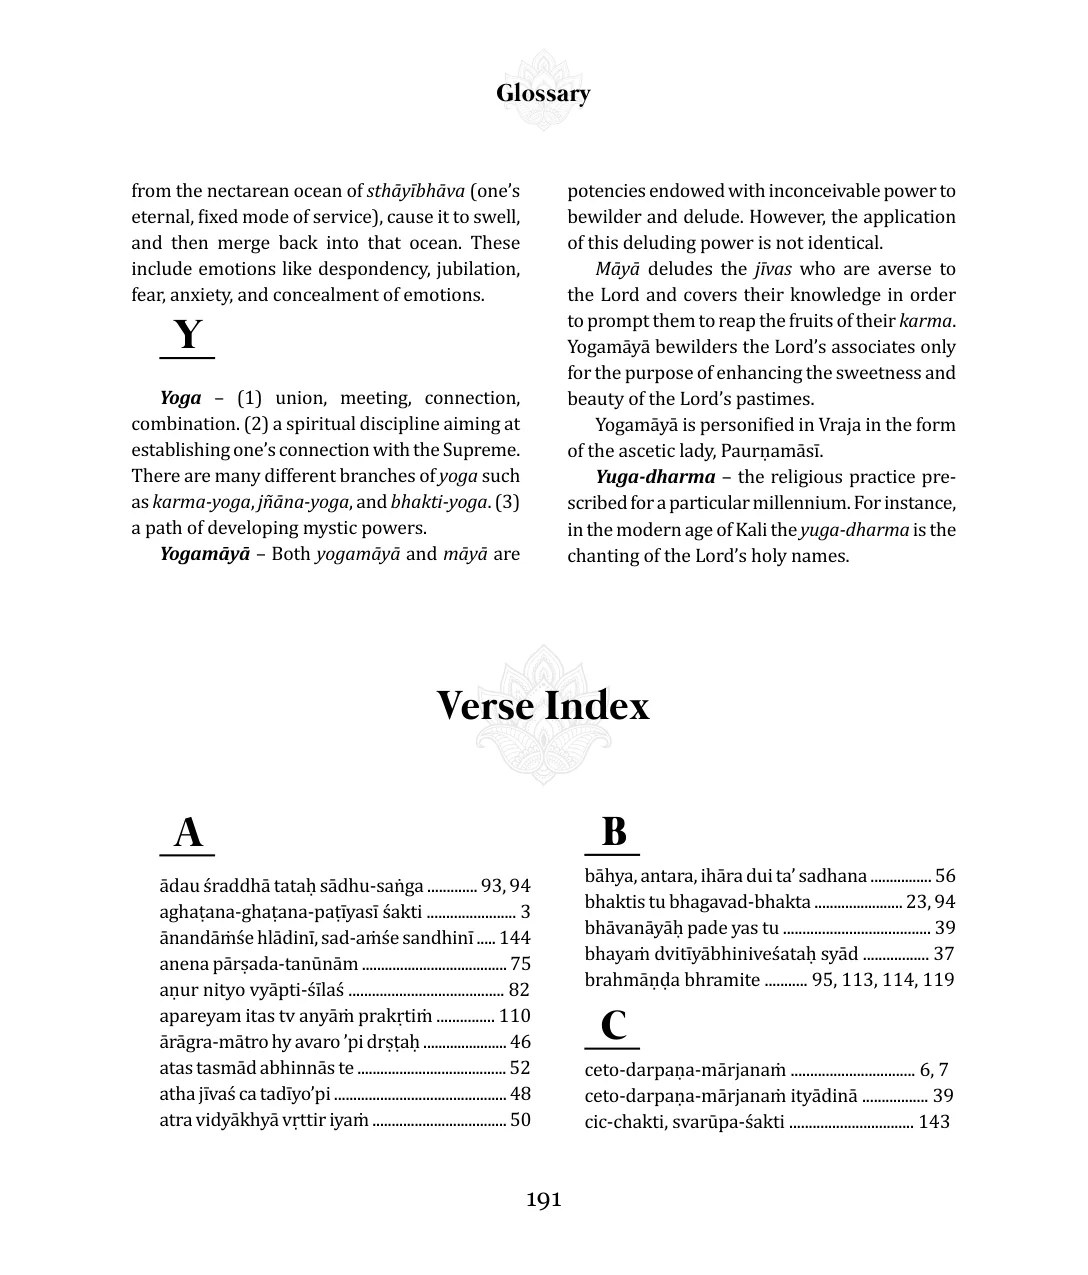 Glossary
from the nectarean ocean of sthāyībhāva (one’s
eternal, fixed mode of service), cause it to swell,
and then merge back into that ocean. These
include emotions like despondency, jubilation,
fear, anxiety, and concealment of emotions.
Y
Yoga – (1) union, meeting, connection,
combination. (2) a spiritual discipline aiming at
establishing one’s connection with the Supreme.
There are many different branches of yoga such
as karma-yoga, jñāna-yoga, and bhakti-yoga. (3)
a path of developing mystic powers.
Yogamāyā – Both yogamāyā and māyā are
potencies endowed with inconceivable power to
bewilder and delude. However, the application
of this deluding power is not identical.
Māyā deludes the jīvas who are averse to
the Lord and covers their knowledge in order
to prompt them to reap the fruits of their karma.
Yogamāyā bewilders the Lord’s associates only
for the purpose of enhancing the sweetness and
beauty of the Lord’s pastimes.
Yogamāyā is personified in Vraja in the form
of the ascetic lady, Paurṇamāsī.
Yuga-dharma – the religious practice pre-
scribed for a particular millennium. For instance,
in the modern age of Kali the yuga-dharma is the
chanting of the Lord’s holy names.
Verse Index
A
ādau śraddhā tataḥ sādhu-saṅga ............. 93, 94
aghaṭana-ghaṭana-paṭīyasī śakti ....................... 3
ānandāṁśe hlādinī, sad-aṁśe sandhinī ..... 144
anena pārṣada-tanūnām ..................................... 75
aṇur nityo vyāpti-śīlaś ........................................ 82
apareyam itas tv anyāṁ prakṛtiṁ ............... 110
ārāgra-mātro hy avaro ’pi dṛṣṭaḥ ...................... 46
atas tasmād abhinnās te ...................................... 52
atha jīvaś ca tadīyo’pi ............................................ 48
atra vidyākhyā vṛttir iyaṁ .................................. 50
B
bāhya, antara, ihāra dui ta’ sadhana ................ 56
bhaktis tu bhagavad-bhakta ....................... 23, 94
bhāvanāyāḥ pade yas tu ...................................... 39
bhayaṁ dvitīyābhiniveśataḥ syād ................. 37
brahmāṇḍa bhramite ........... 95, 113, 114, 119
C
ceto-darpaṇa-mārjanaṁ ................................ 6, 7
ceto-darpaṇa-mārjanaṁ ityādinā ................. 39
cic-chakti, svarūpa-śakti ................................ 143
191